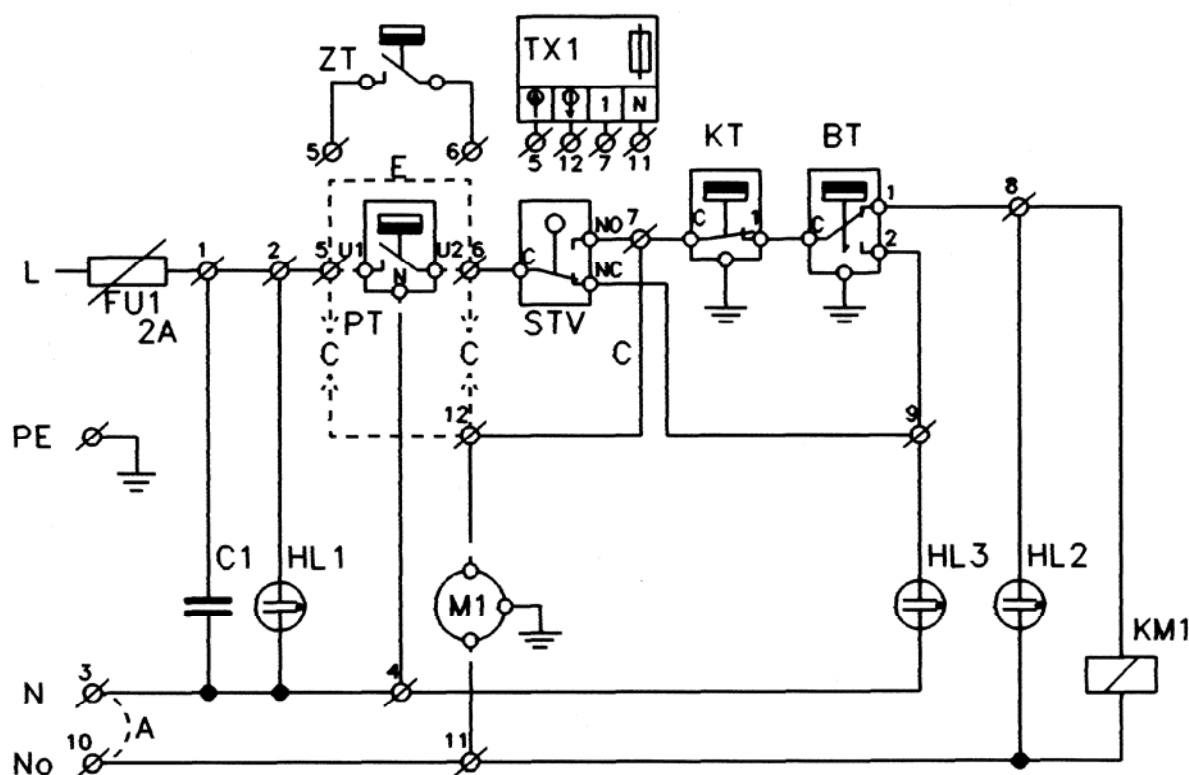 ZT
TX1
1 N
5 6
5 12 7 11
KT BT
E
1 8
NO 7
C 1 C
2
L
1 2 5 U1 U2 6 C
N
NC
FU1
2A
PT
STV
C C C
12
9
PE
C1 HL1
HL3 HL2
M1
KM1
3
N
4
A
10
No
11